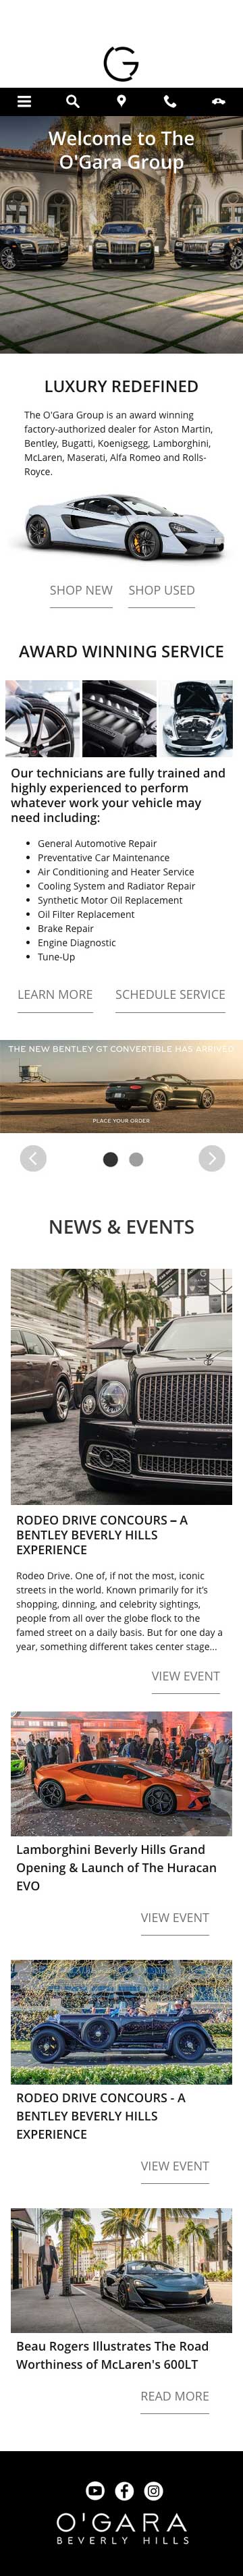 G
Welcome to The
O'Gara Group
LUXURY REDEFINED
The O'Gara Group is an award winning
factory-authorized dealer for Aston Martin,
Bentley, Bugatti, Koenigsegg, Lamborghini,
McLaren, Maserati, Alfa Romeo and Rolls-
Royce.
SHOP NEW SHOP USED
AWARD WINNING SERVICE
Our technicians are fully trained and
highly experienced to perform
whatever work your vehicle may
need including:
• General Automotive Repair
• Preventative Car Maintenance
• Air Conditioning and Heater Service
• Cooling System and Radiator Repair
• Synthetic Motor Oil Replacement
• Oil Filter Replacement
• Brake Repair
• Engine Diagnostic
• Tune-Up
LEARN MORE SCHEDULE SERVICE
THE NEW BENTLEY GT CONVERTIBLE HAS ARRIVED
PLACE YOUR ORDER
NEWS & EVENTS
RODEO DRIVE CONCOURS – A
BENTLEY BEVERLY HILLS
EXPERIENCE
Rodeo Drive. One of, if not the most, iconic
streets in the world. Known primarily for it's
shopping, dinning, and celebrity sightings,
people from all over the globe flock to the
famed street on a daily basis. But for one day a
year, something different takes center stage...
VIEW EVENT
Lamborghini Beverly Hills Grand
Opening & Launch of The Huracan
EVO
VIEW EVENT
RODEO DRIVE CONCOURS - A
BENTLEY BEVERLY HILLS
EXPERIENCE
VIEW EVENT
Beau Rogers Illustrates The Road
Worthiness of McLaren's 600LT
READ MORE
O'GARA
BEVERLY HILLS